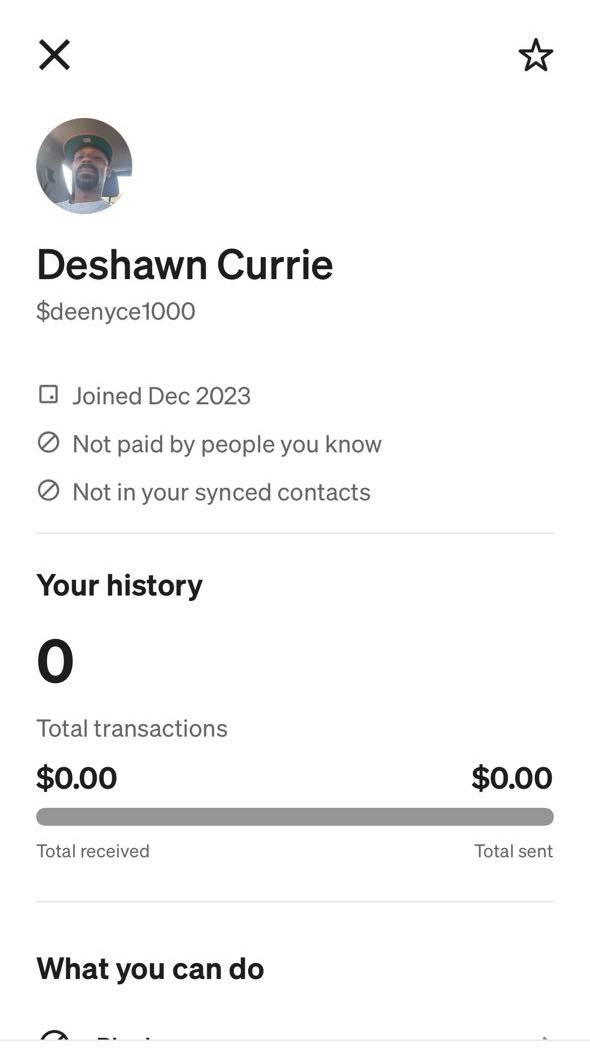 Deshawn Currie
$deenyce1000
Joined Dec 2023
Not paid by people you know
Not in your synced contacts
Your history
0
Total transactions
$0.00 $0.00
Total received Total sent
What you can do